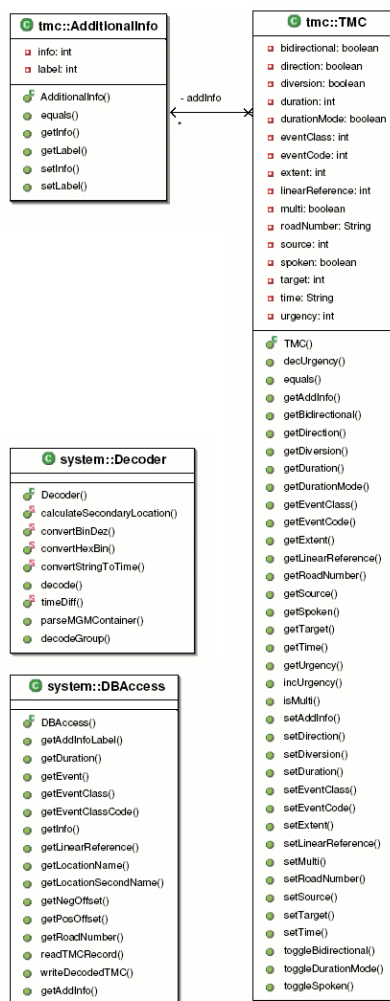 C tmc::AdditionalInfo
info: int
label: int
AdditionalInfo()
equals()
getInfo()
getLabel()
setInfo()
setLabel()
- addInfo
*
C tmc::TMC
bidirectional: boolean
direction: boolean
diversion: boolean
duration: int
durationMode: boolean
eventClass: int
eventCode: int
extent: int
linearReference: int
multi: boolean
roadNumber: String
source: int
spoken: boolean
target: int
time: String
urgency: int
TMC()
decUrgency()
equals()
getAddInfo()
getBidirectional()
getDirection()
getDiversion()
getDuration()
getDurationMode()
getEventClass()
getEventCode()
getExtent()
getLinearReference()
getRoadNumber()
getSource()
getSpoken()
getTarget()
getTime()
getUrgency()
incUrgency()
isMulti()
setAddInfo()
setDirection()
setDiversion()
setDuration()
setEventClass()
setEventCode()
setExtent()
setLinearReference()
setMulti()
setRoadNumber()
setSource()
setTarget()
setTime()
toggleBidirectional()
toggleDurationMode()
toggleSpoken()
C system::Decoder
Decoder()
calculateSecondaryLocation()
convertBinDez()
convertHexBin()
convertStringToTime()
decode()
timeDiff()
parseMGMContainer()
decodeGroup()
C system::DBAccess
DBAccess()
getAddInfoLabel()
getDuration()
getEvent()
getEventClass()
getEventClassCode()
getInfo()
getLinearReference()
getLocationName()
getLocationSecondName()
getNegOffset()
getPosOffset()
getRoadNumber()
readTMCRecord()
writeDecodedTMC()
getAddInfo()